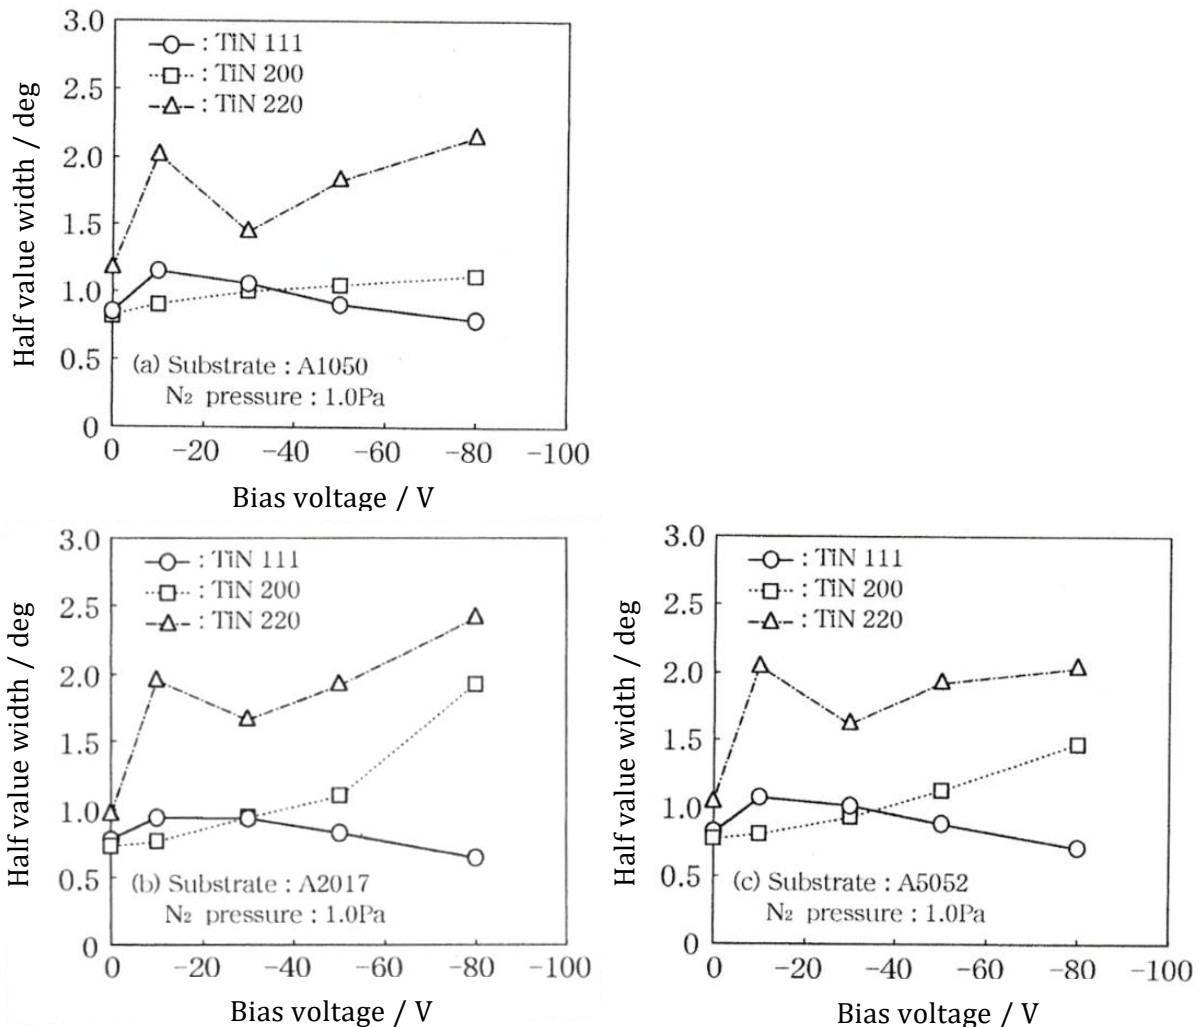 Half value width / deg
3.0
2.5
2.0
1.5
1.0
0.5
0
: TiN 111
: TiN 200
: TiN 220
(a) Substrate : A1050
N₂ pressure : 1.0Pa
0 −20 −40 −60 −80 −100
Bias voltage / V
Half value width / deg
3.0
2.5
2.0
1.5
1.0
0.5
0
: TiN 111
: TiN 200
: TiN 220
(b) Substrate : A2017
N₂ pressure : 1.0Pa
0 −20 −40 −60 −80 −100
Bias voltage / V
Half value width / deg
3.0
2.5
2.0
1.5
1.0
0.5
0
: TiN 111
: TiN 200
: TiN 220
(c) Substrate : A5052
N₂ pressure : 1.0Pa
0 −20 −40 −60 −80 −100
Bias voltage / V